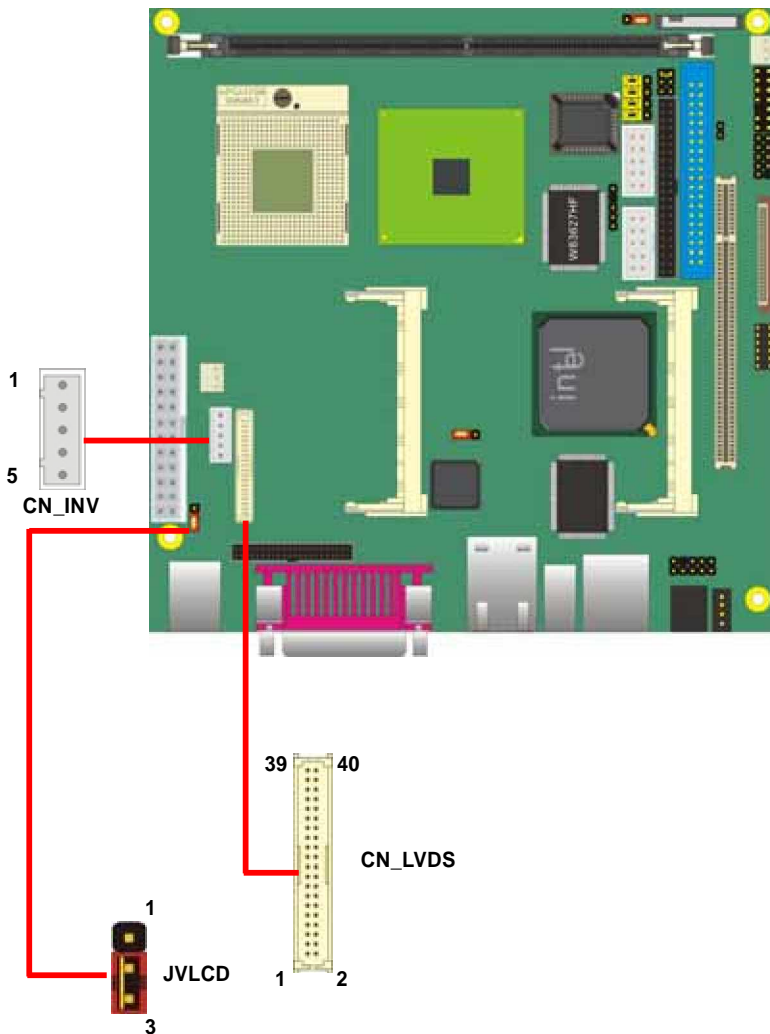 W83627HF
intel
1
5
CN_INV
39 40
CN_LVDS
1 2
1
JVLCD
3